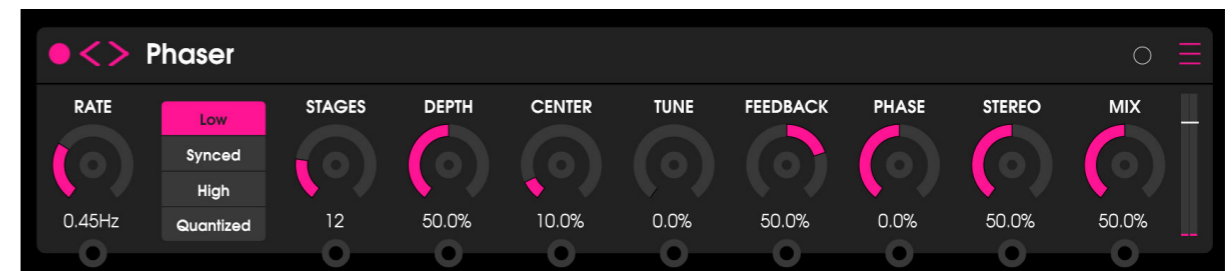 Phaser
RATE
STAGES
DEPTH
CENTER
TUNE
FEEDBACK
PHASE
STEREO
MIX
Low
Synced
High
Quantized
0.45Hz
12
50.0%
10.0%
0.0%
50.0%
0.0%
50.0%
50.0%